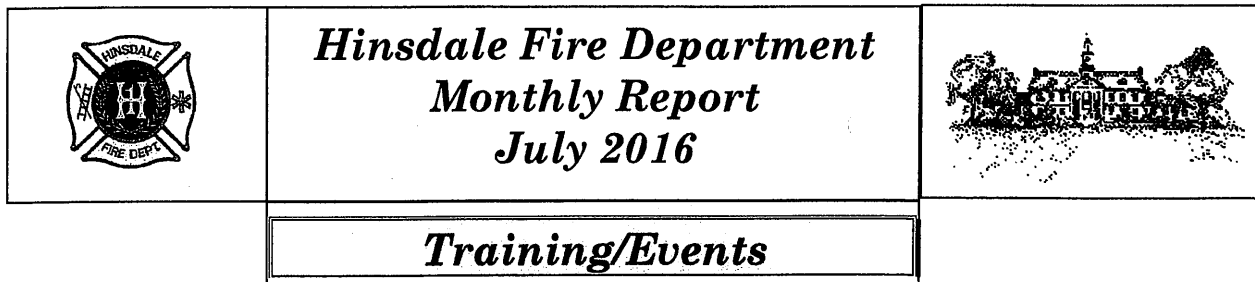 HINSDALE
H
FIRE DEPT.
Hinsdale Fire Department
Monthly Report
July 2016
Training/Events